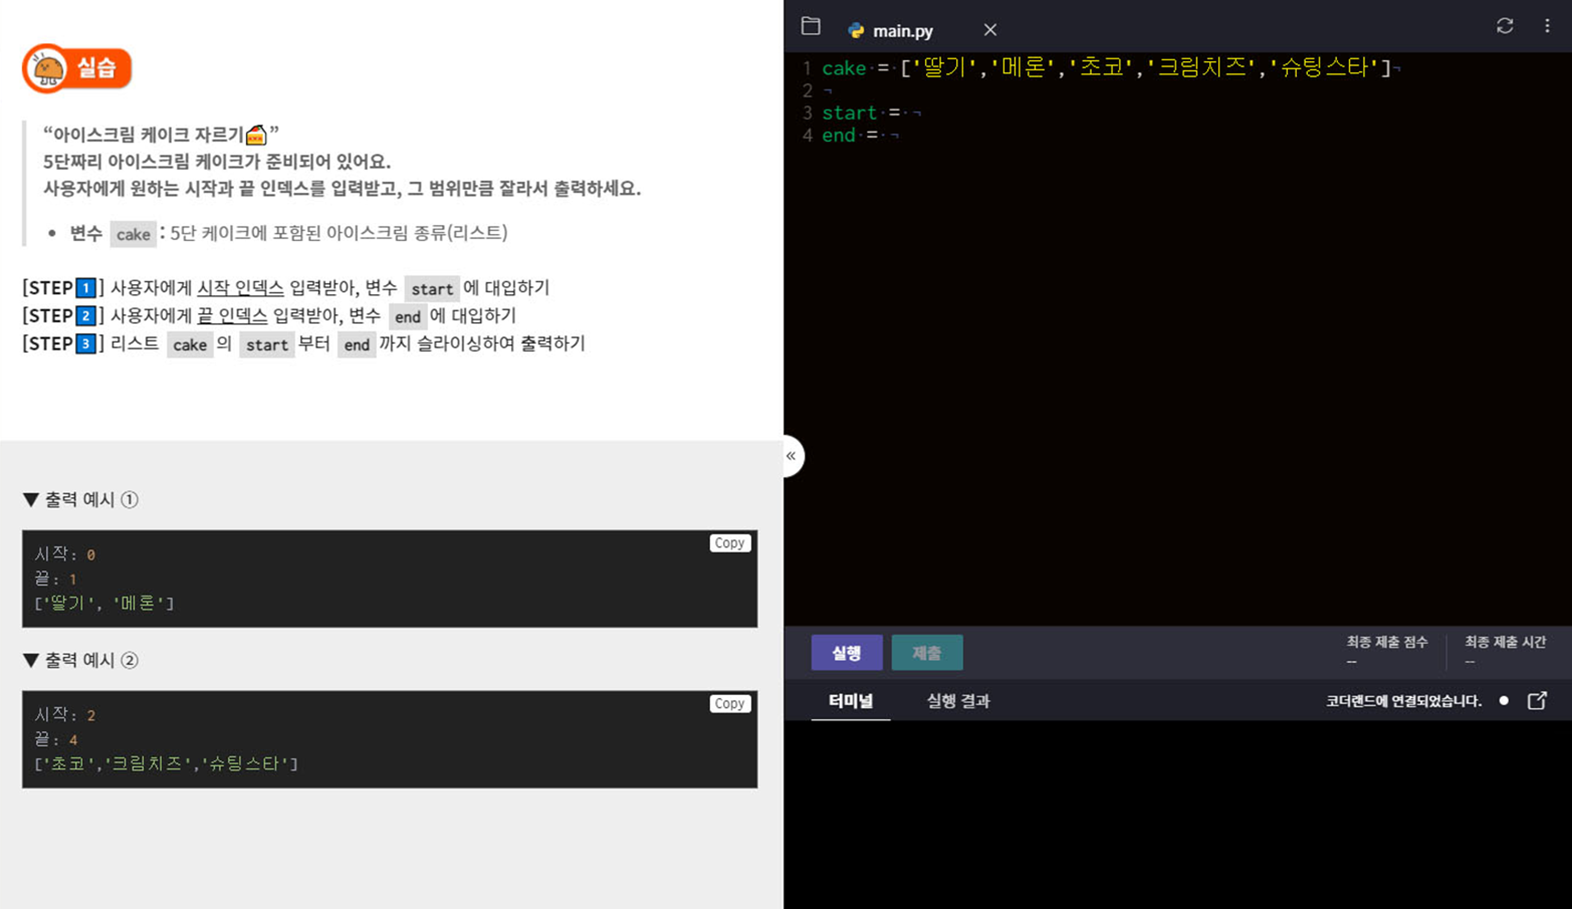 실습
“아이스크림 케이크 자르기🍰”
5단짜리 아이스크림 케이크가 준비되어 있어요.
사용자에게 원하는 시작과 끝 인덱스를 입력받고, 그 범위만큼 잘라서 출력하세요.
• 변수 cake : 5단 케이크에 포함된 아이스크림 종류(리스트)
[STEP1] 사용자에게 시작 인덱스 입력받아, 변수 start 에 대입하기
[STEP2] 사용자에게 끝 인덱스 입력받아, 변수 end 에 대입하기
[STEP3] 리스트 cake 의 start 부터 end 까지 슬라이싱하여 출력하기
▼ 출력 예시 ①
Copy
시작: 0
끝: 1
['딸기', '메론']
▼ 출력 예시 ②
Copy
시작: 2
끝: 4
['초코','크림치즈','슈팅스타']
main.py
1 cake = ['딸기','메론','초코','크림치즈','슈팅스타']
2
3 start =
4 end =
실행
제출
최종 제출 점수
--
최종 제출 시간
--
터미널
실행 결과
코더랜드에 연결되었습니다.